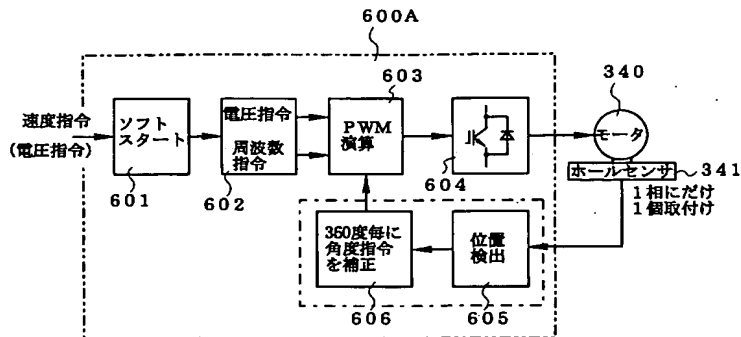 600A
603
340
速度指令
(電圧指令)
ソフト
スタート
電圧指令
周波数
指令
PWM
演算
モータ
ホールセンサ
341
1相にだけ
1個取付け
601
602
604
360度毎に
角度指令
を補正
位置
検出
606
605